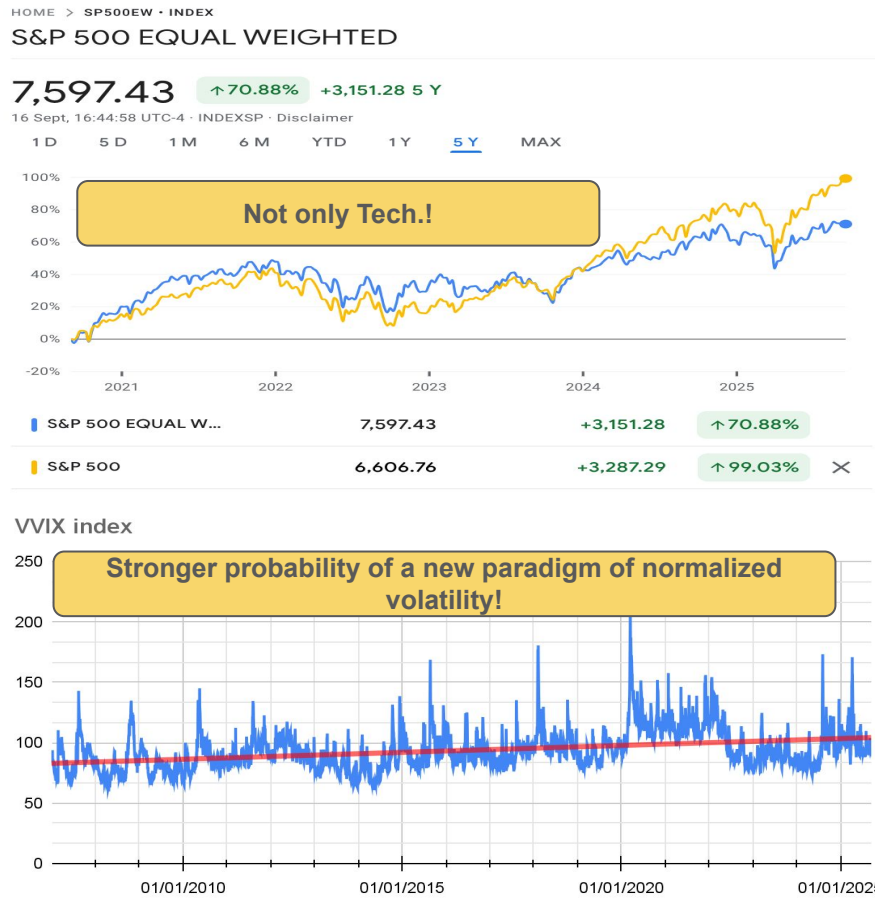 HOME > SP500EW • INDEX
S&P 500 EQUAL WEIGHTED
7,597.43 ↑70.88% +3,151.28 5 Y
16 Sept, 16:44:58 UTC-4 · INDEXSP · Disclaimer
1 D 5 D 1 M 6 M YTD 1 Y 5 Y MAX
100%
Not only Tech.!
80%
60%
40%
20%
0%
-20%
2021 2022 2023 2024 2025
S&P 500 EQUAL W... 7,597.43 +3,151.28 ↑70.88%
S&P 500 6,606.76 +3,287.29 ↑99.03%
VVIX index
Stronger probability of a new paradigm of normalized
volatility!
250
200
150
100
50
0
01/01/2010 01/01/2015 01/01/2020 01/01/202